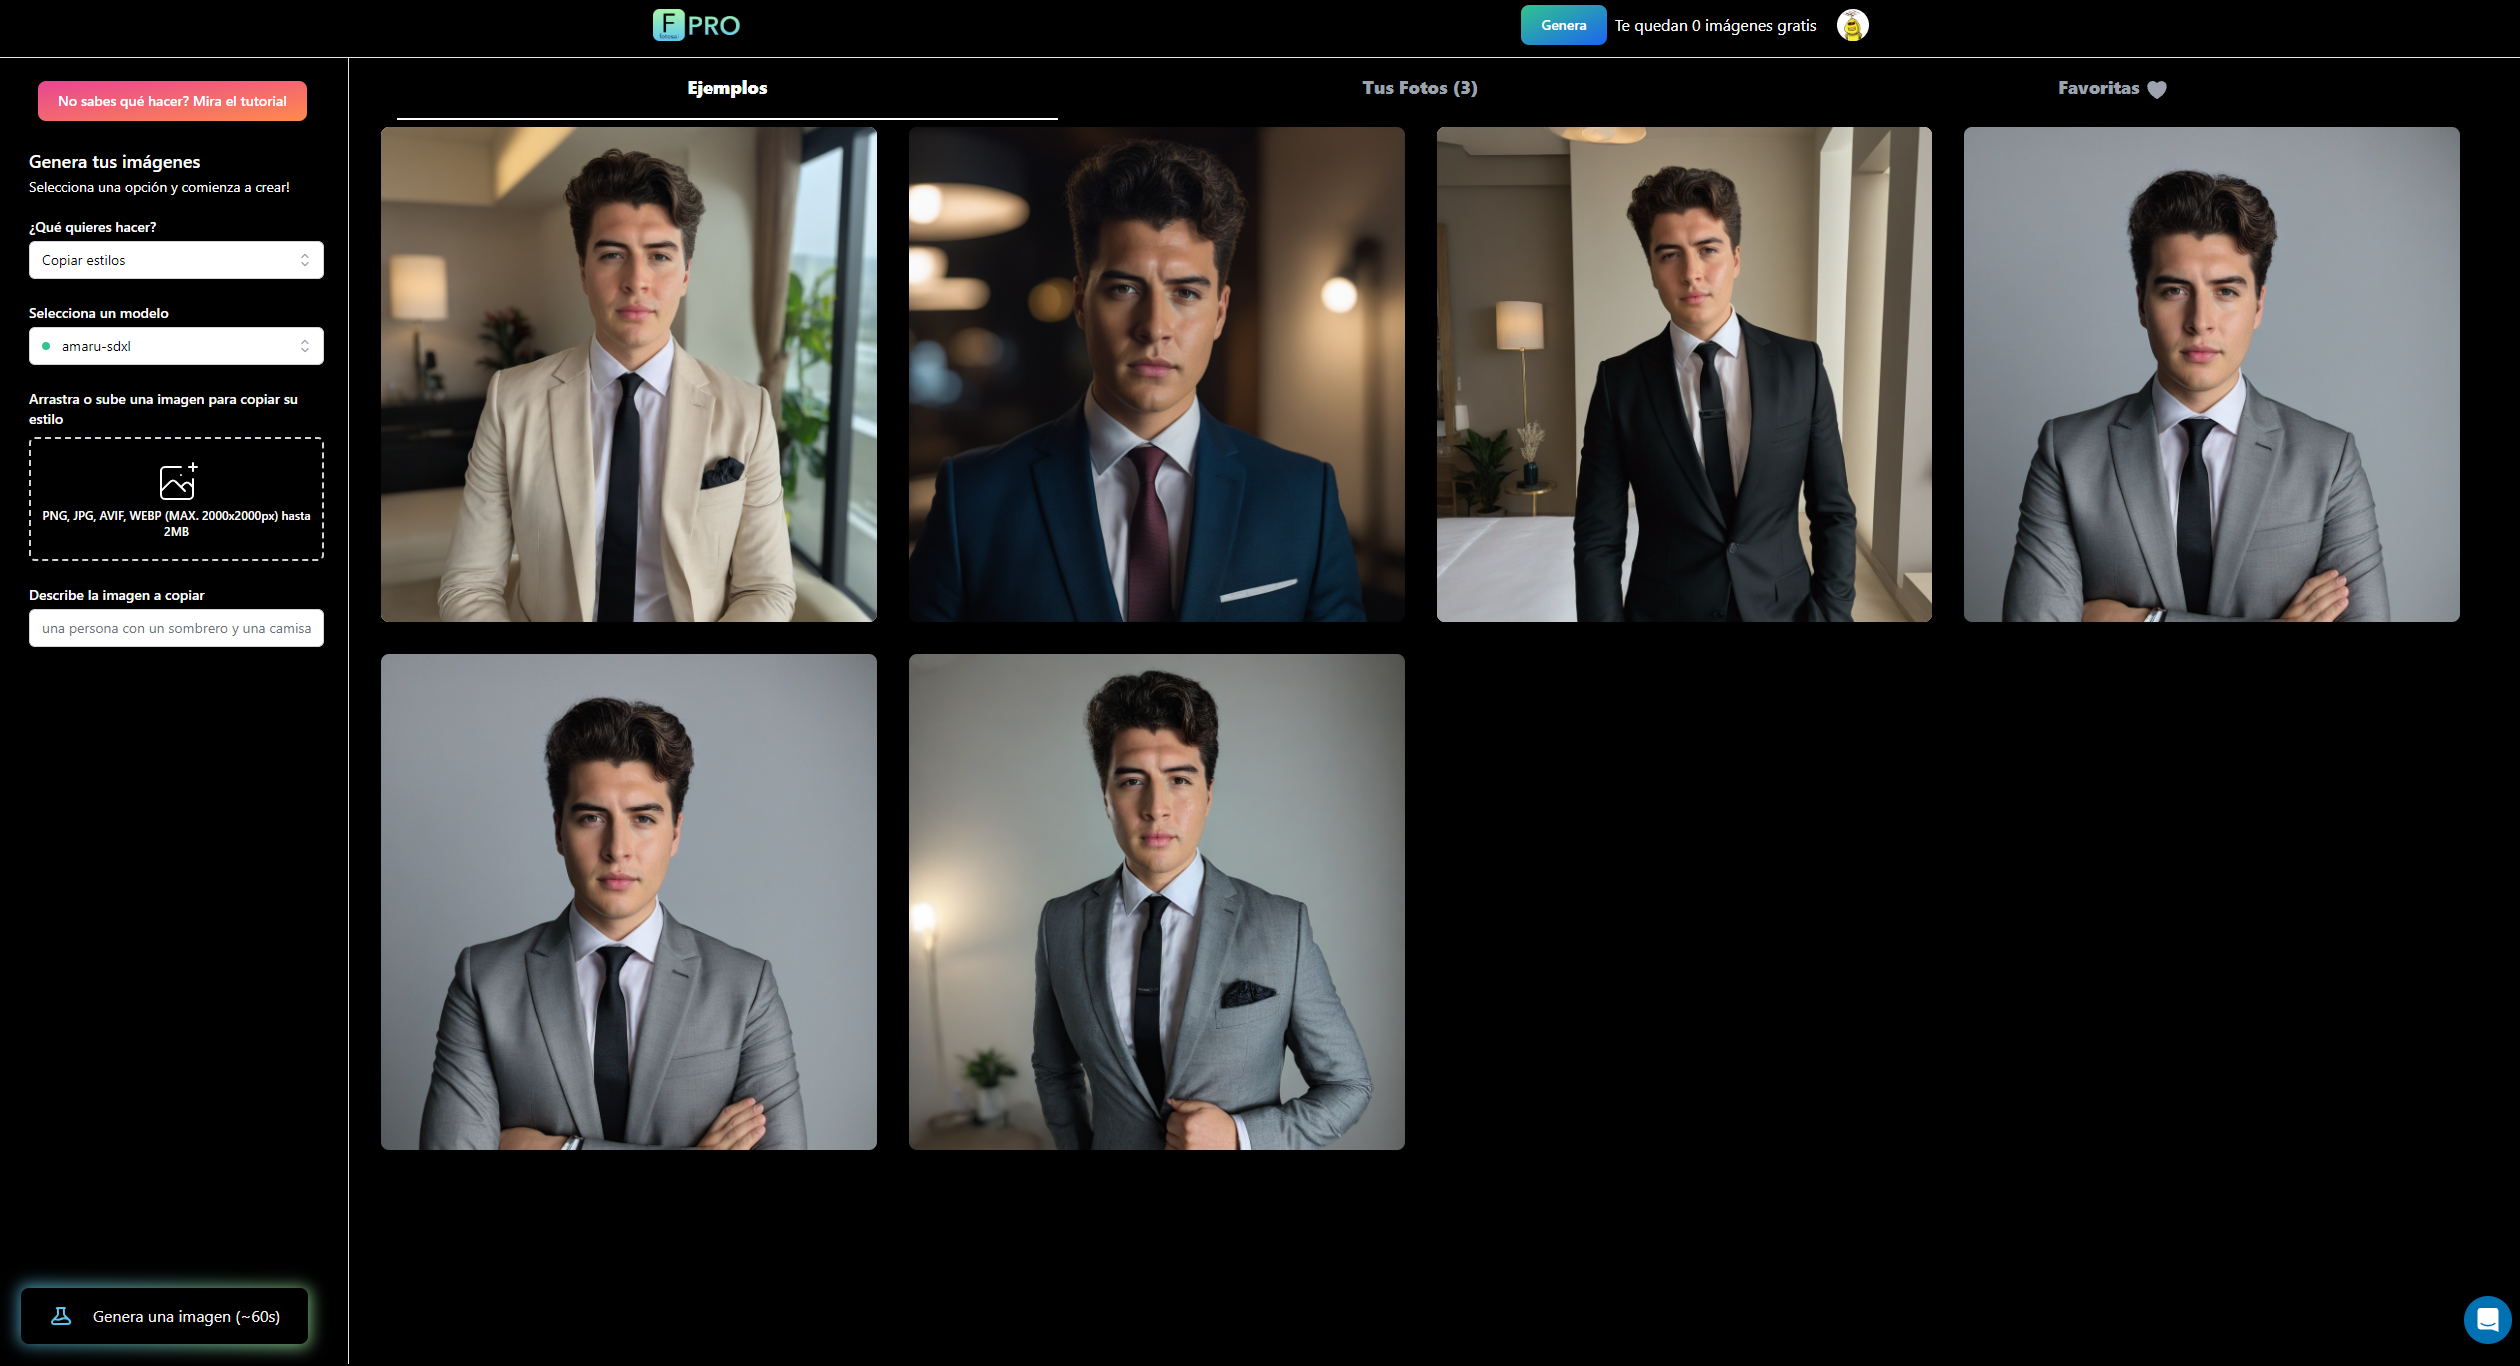 F
fotosai
PRO
Genera
Te quedan 0 imágenes gratis
No sabes qué hacer? Mira el tutorial
Genera tus imágenes
Selecciona una opción y comienza a crear!
¿Qué quieres hacer?
Copiar estilos
Selecciona un modelo
amaru-sdxl
Arrastra o sube una imagen para copiar su
estilo
PNG, JPG, AVIF, WEBP (MAX. 2000x2000px) hasta
2MB
Describe la imagen a copiar
una persona con un sombrero y una camisa
Genera una imagen (~60s)
Ejemplos
Tus Fotos (3)
Favoritas